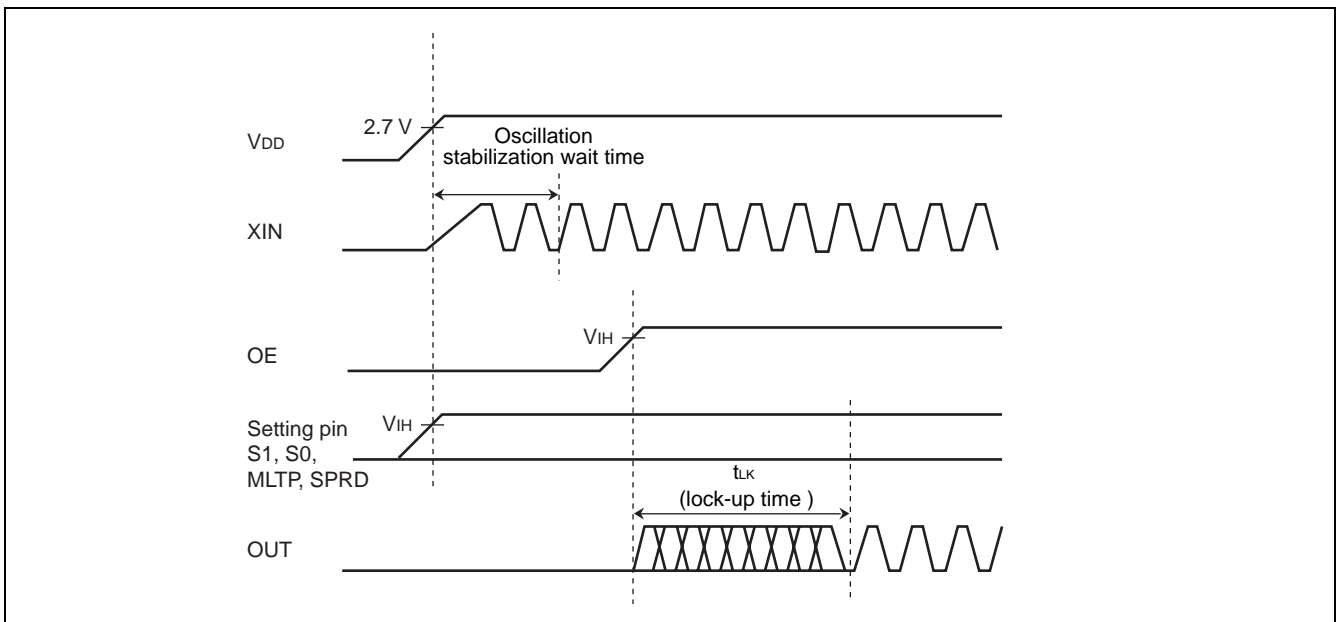 VDD
2.7 V
Oscillation
stabilization wait time
XIN
OE
VIH
Setting pin
S1, S0,
MLTP, SPRD
VIH
tLK
(lock-up time )
OUT